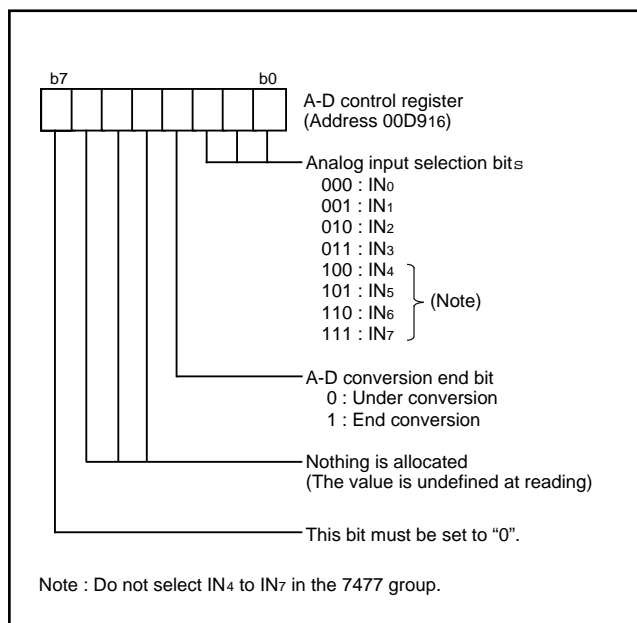 b7 b0
A-D control register
(Address 00D916)
Analog input selection bits
000 : IN0
001 : IN1
010 : IN2
011 : IN3
100 : IN4
101 : IN5
110 : IN6
111 : IN7
(Note)
A-D conversion end bit
0 : Under conversion
1 : End conversion
Nothing is allocated
(The value is undefined at reading)
This bit must be set to “0”.
Note : Do not select IN4 to IN7 in the 7477 group.